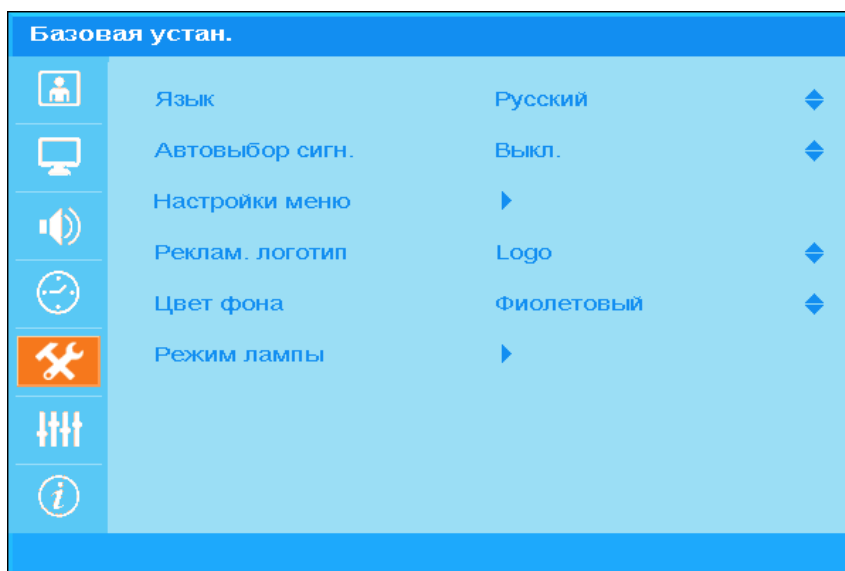 Базовая устан.
Язык Русский
Автовыбор сигн. Выкл.
Настройки меню
Реклам. логотип Logo
Цвет фона Фиолетовый
Режим лампы